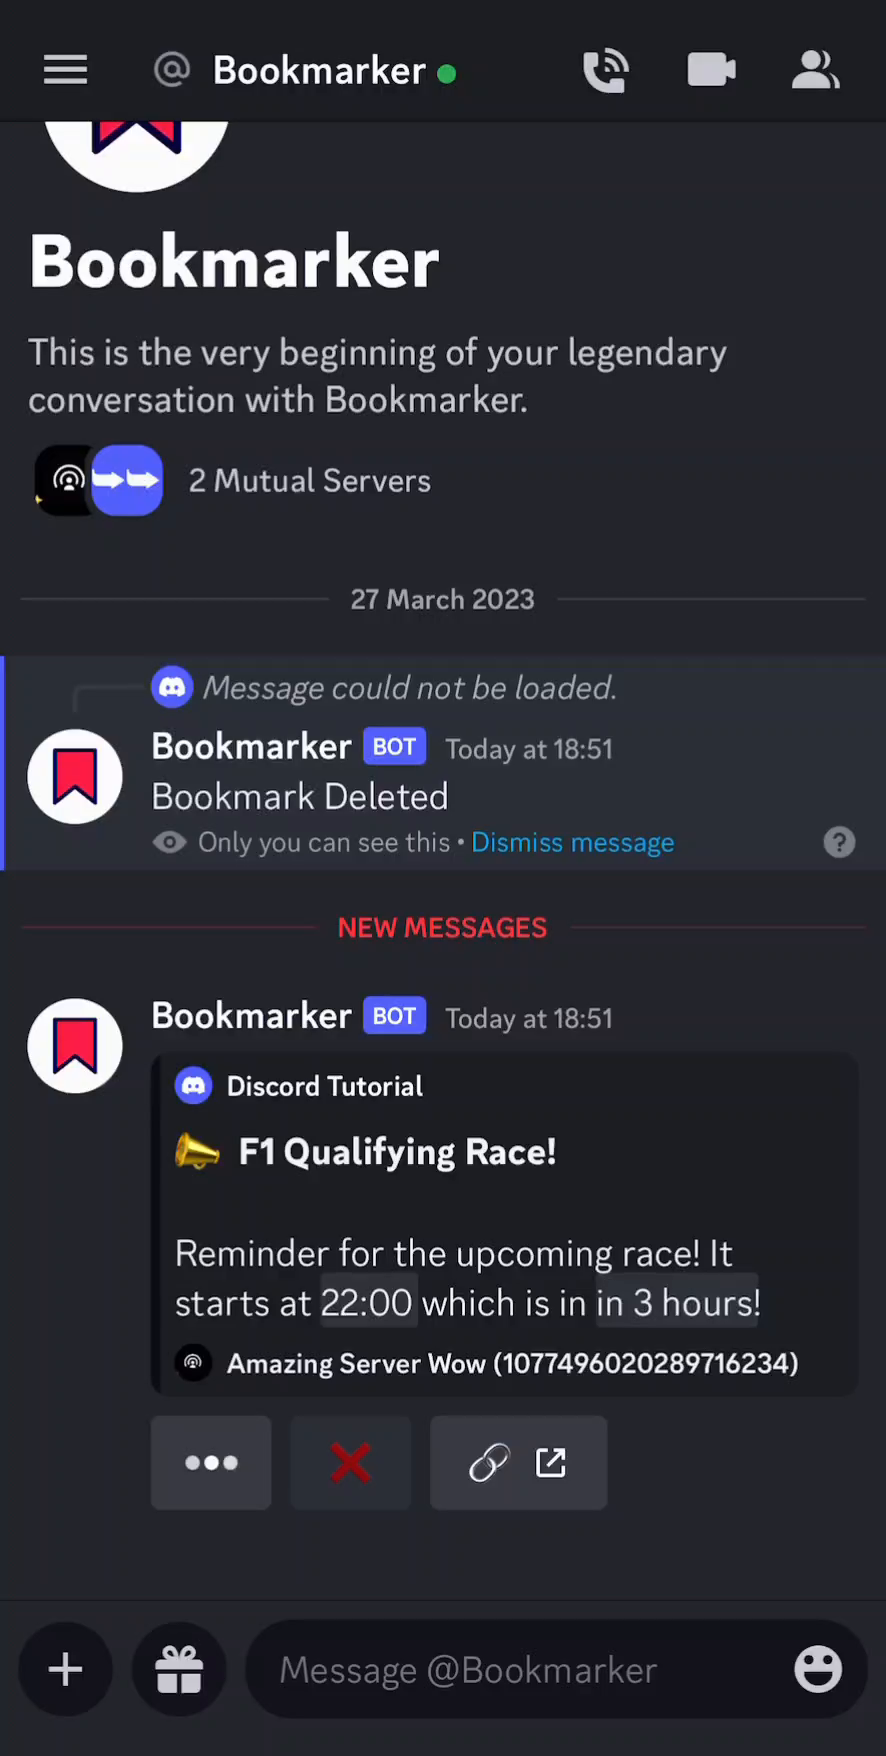 Bookmarker
Bookmarker
This is the very beginning of your legendary
conversation with Bookmarker.
2 Mutual Servers
27 March 2023
Message could not be loaded.
Bookmarker BOT Today at 18:51
Bookmark Deleted
Only you can see this • Dismiss message
NEW MESSAGES
Bookmarker BOT Today at 18:51
Discord Tutorial
F1 Qualifying Race!
Reminder for the upcoming race! It
starts at 22:00 which is in in 3 hours!
Amazing Server Wow (1077496020289716234)
Message @Bookmarker